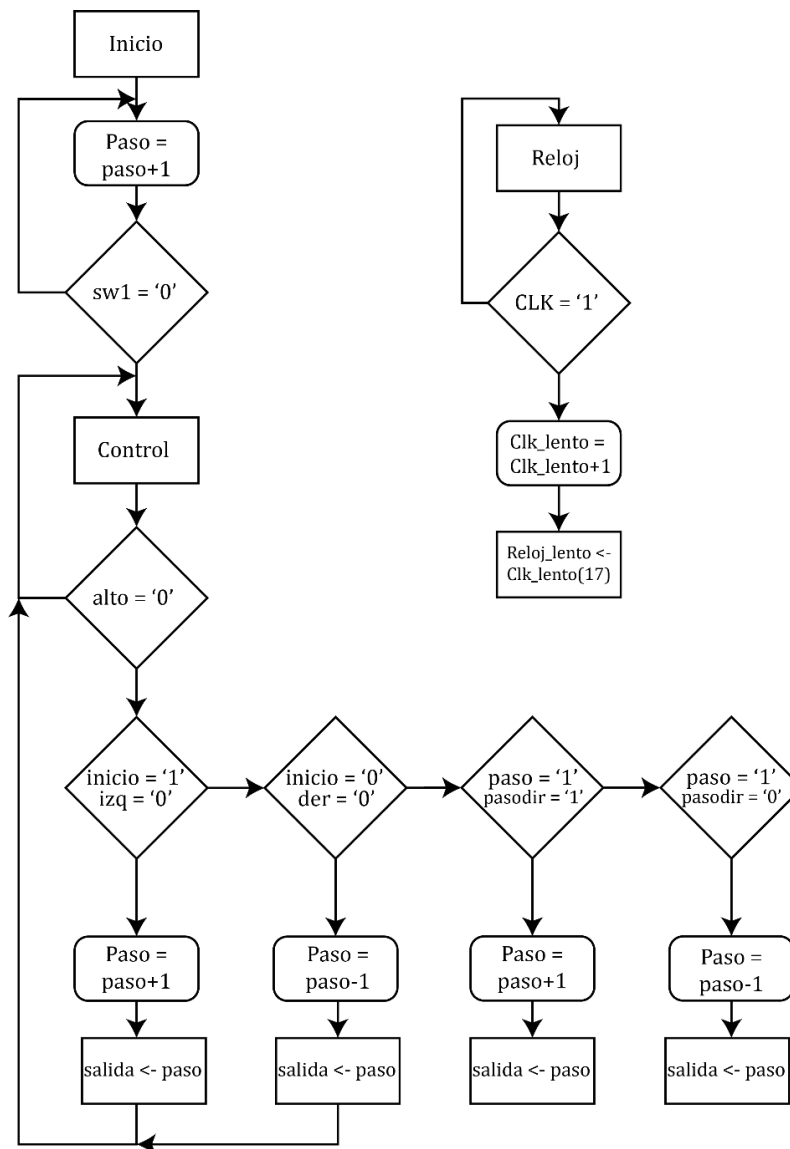 Inicio
Paso =
paso+1
sw1 = ‘0’
Control
alto = ‘0’
inicio = ‘1’
izq = ‘0’
Paso =
paso+1
salida <- paso
inicio = ‘0’
der = ‘0’
Paso =
paso-1
salida <- paso
paso = ‘1’
pasodir = ‘1’
Paso =
paso+1
salida <- paso
paso = ‘1’
pasodir = ‘0’
Paso =
paso-1
salida <- paso
Reloj
CLK = ‘1’
Clk_lento =
Clk_lento+1
Reloj_lento <-
Clk_lento(17)